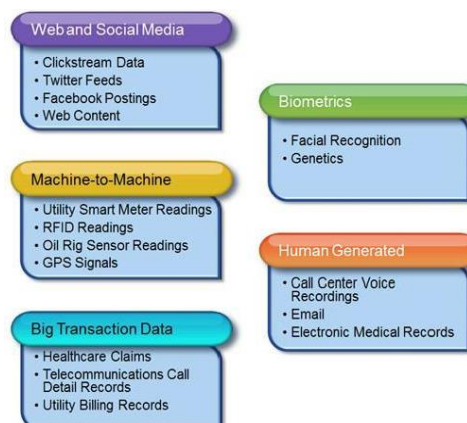 Web and Social Media
• Clickstream Data
• Twitter Feeds
• Facebook Postings
• Web Content
Machine-to-Machine
• Utility Smart Meter Readings
• RFID Readings
• Oil Rig Sensor Readings
• GPS Signals
Big Transaction Data
• Healthcare Claims
• Telecommunications Call
Detail Records
• Utility Billing Records
Biometrics
• Facial Recognition
• Genetics
Human Generated
• Call Center Voice
Recordings
• Email
• Electronic Medical Records